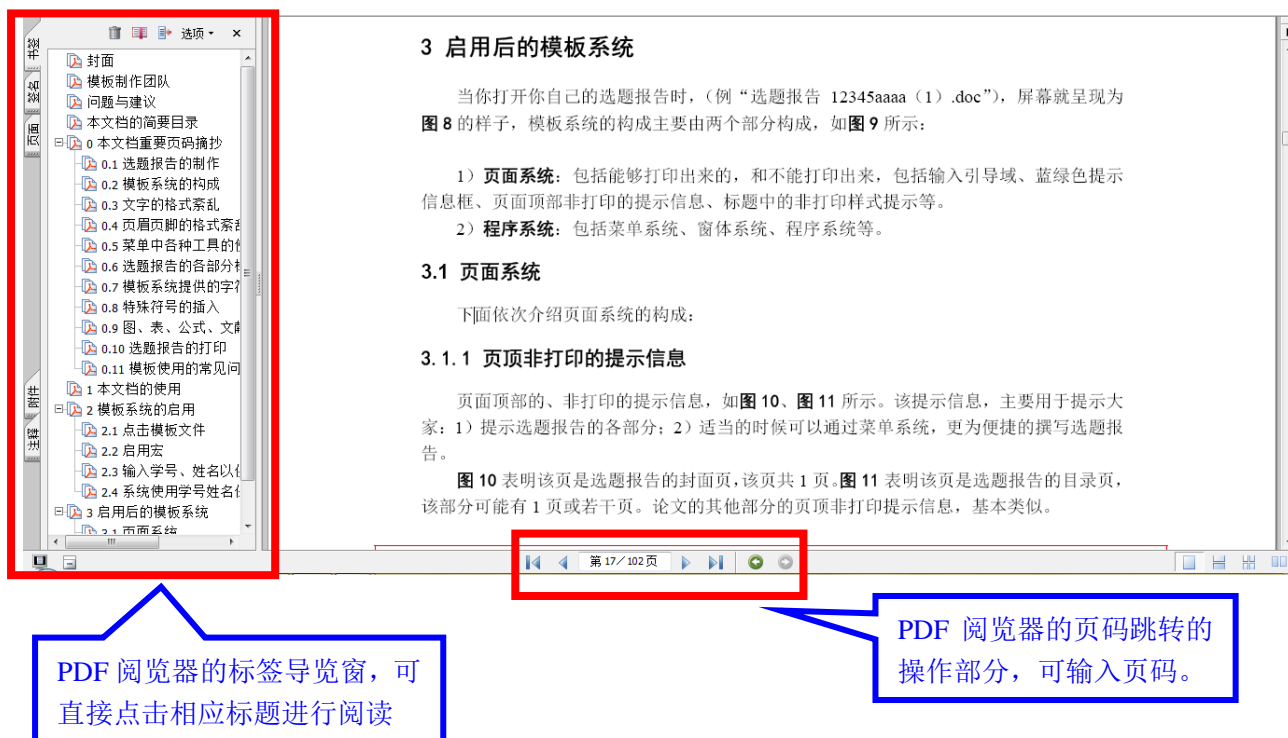 选项
书签
签名
页面
附件
注释
封面
模板制作团队
问题与建议
本文档的简要目录
0 本文档重要页码摘抄
0.1 选题报告的制作
0.2 模板系统的构成
0.3 文字的格式紊乱
0.4 页眉页脚的格式紊
0.5 菜单中各种工具的
0.6 选题报告的各部分
0.7 模板系统提供的字
0.8 特殊符号的插入
0.9 图、表、公式、文
0.10 选题报告的打印
0.11 模板使用的常见问
1 本文档的使用
2 模板系统的启用
2.1 点击模板文件
2.2 启用宏
2.3 输入学号、姓名以
2.4 系统使用学号姓名
3 启用后的模板系统
3.1 页面系统
3 启用后的模板系统
当你打开你自己的选题报告时，（例“选题报告 12345aaaa（1）.doc”），屏幕就呈现为
图 8 的样子，模板系统的构成主要由两个部分构成，如图 9 所示：
1）页面系统：包括能够打印出来的，和不能打印出来，包括输入引导域、蓝绿色提示
信息框、页面顶部非打印的提示信息、标题中的非打印样式提示等。
2）程序系统：包括菜单系统、窗体系统、程序系统等。
3.1 页面系统
下面依次介绍页面系统的构成：
3.1.1 页顶非打印的提示信息
页面顶部的、非打印的提示信息，如图 10、图 11 所示。该提示信息，主要用于提示大
家：1）提示选题报告的各部分；2）适当的时候可以通过菜单系统，更为便捷的撰写选题报
告。
图 10 表明该页是选题报告的封面页，该页共 1 页。图 11 表明该页是选题报告的目录页，
该部分可能有 1 页或若干页。论文的其他部分的页顶非打印提示信息，基本类似。
第 17/102 页
PDF 阅览器的标签导览窗，可
直接点击相应标题进行阅读
PDF 阅览器的页码跳转的
操作部分，可输入页码。